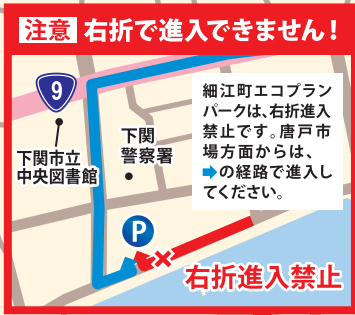 注意 右折で進入できません!
9
細江町エコプラン
パークは、右折進入
禁止です。唐戸市
場方面からは、
➡の経路で進入し
てください。
下関市立
中央図書館
下関
警察署
P
右折進入禁止